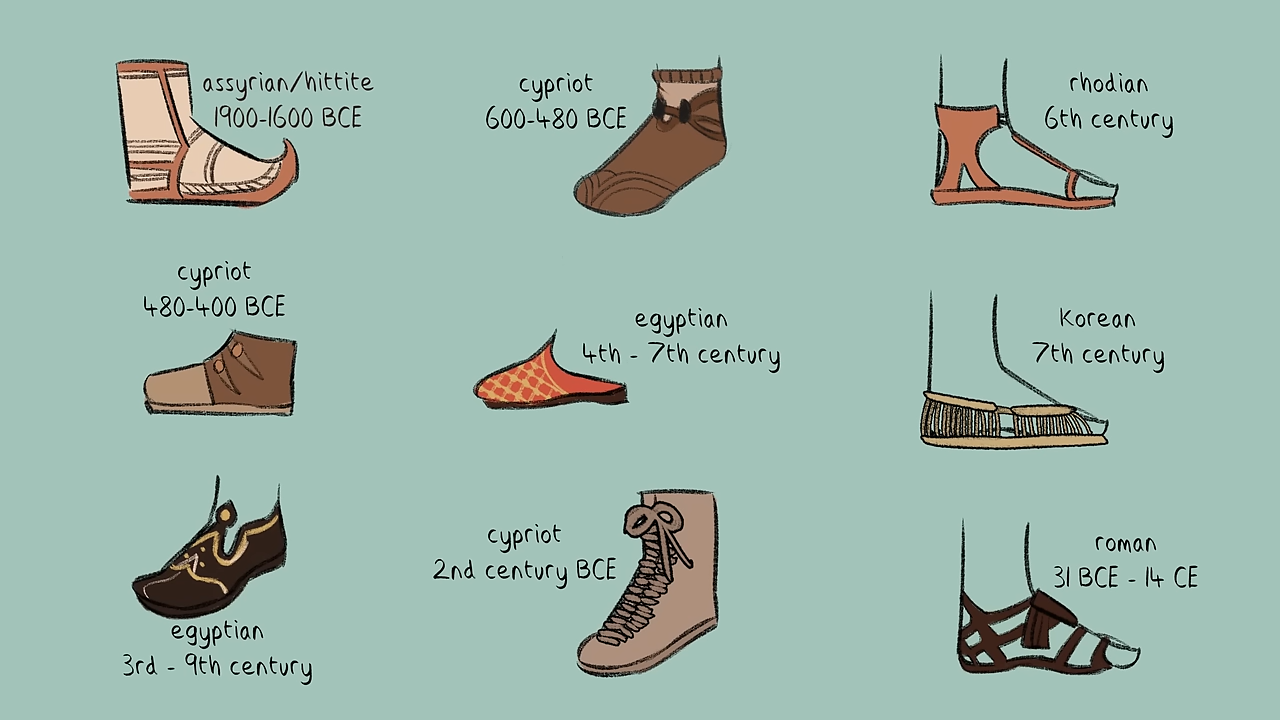 assyrian/hittite
1900-1600 BCE
cypriot
600-480 BCE
rhodian
6th century
cypriot
480-400 BCE
egyptian
4th - 7th century
Korean
7th century
egyptian
3rd - 9th century
cypriot
2nd century BCE
roman
31 BCE - 14 CE